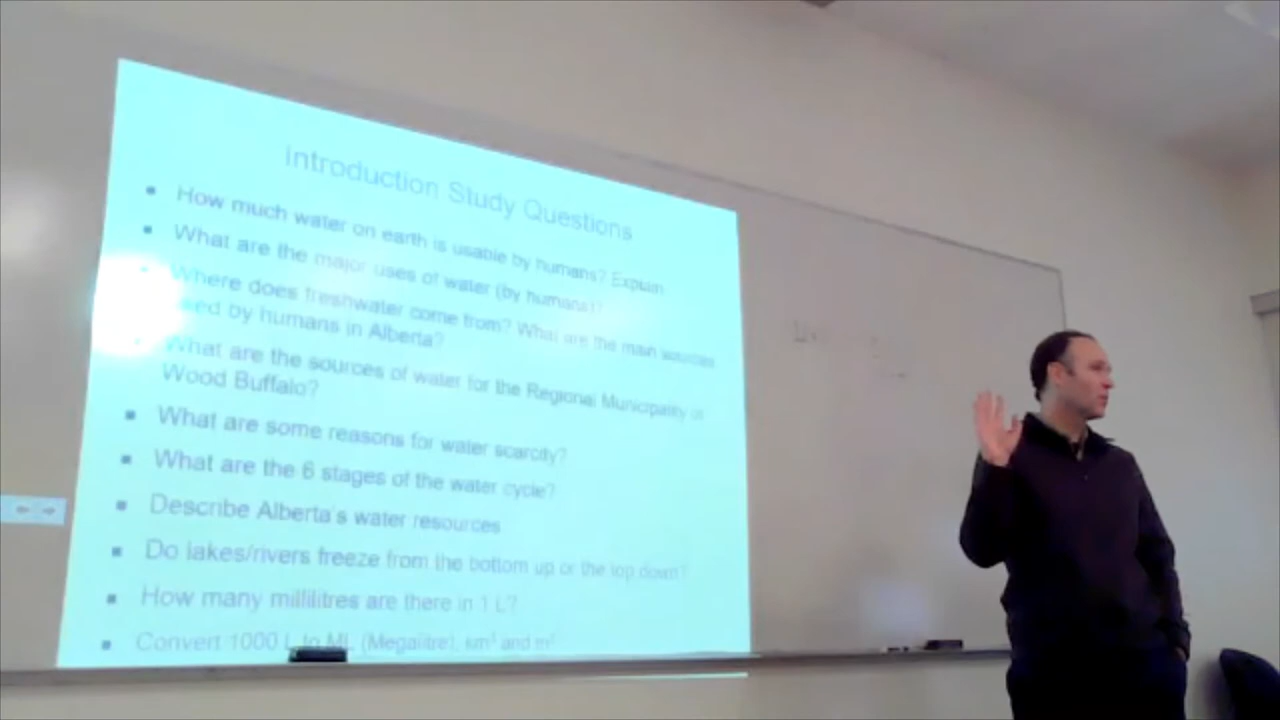 Introduction Study Questions
How much water on earth is usable by humans? Explain
What are the major uses of water (by humans)?
Where does freshwater come from? What are the main sources
used by humans in Alberta?
What are the sources of water for the Regional Municipality of
Wood Buffalo?
What are some reasons for water scarcity?
What are the 6 stages of the water cycle?
Describe Alberta's water resources
Do lakes/rivers freeze from the bottom up or the top down?
How many millilitres are there in 1 L?
Convert 1000 L to ML (Megalitre), km³ and m³